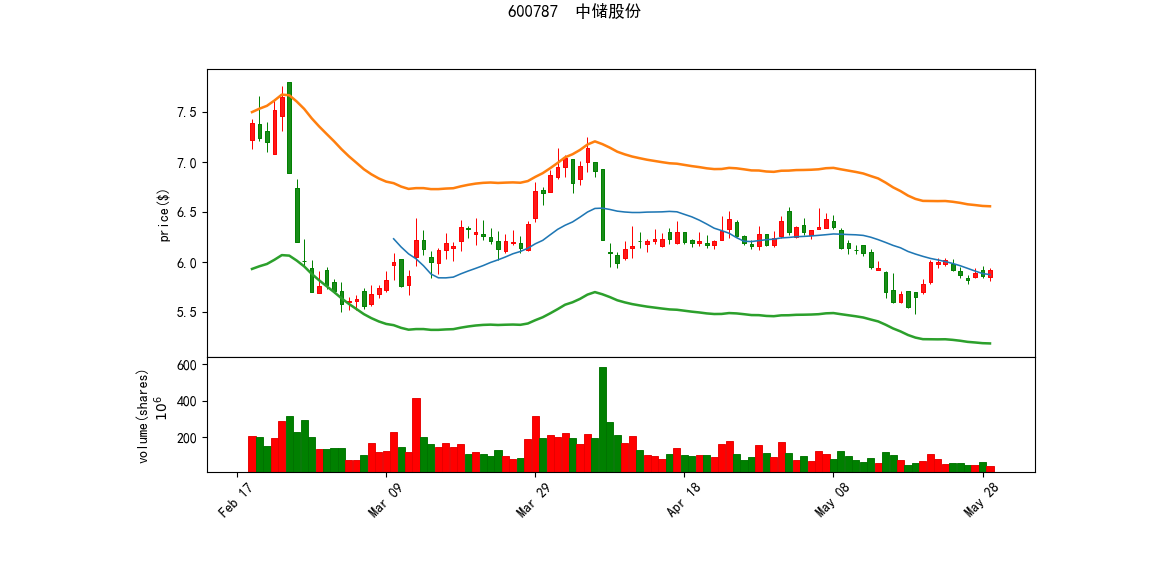 600787 中储股份
price($)
7.5
7.0
6.5
6.0
5.5
volume(shares)
10^6
600
400
200
Feb 17
Mar 09
Mar 29
Apr 18
May 08
May 28